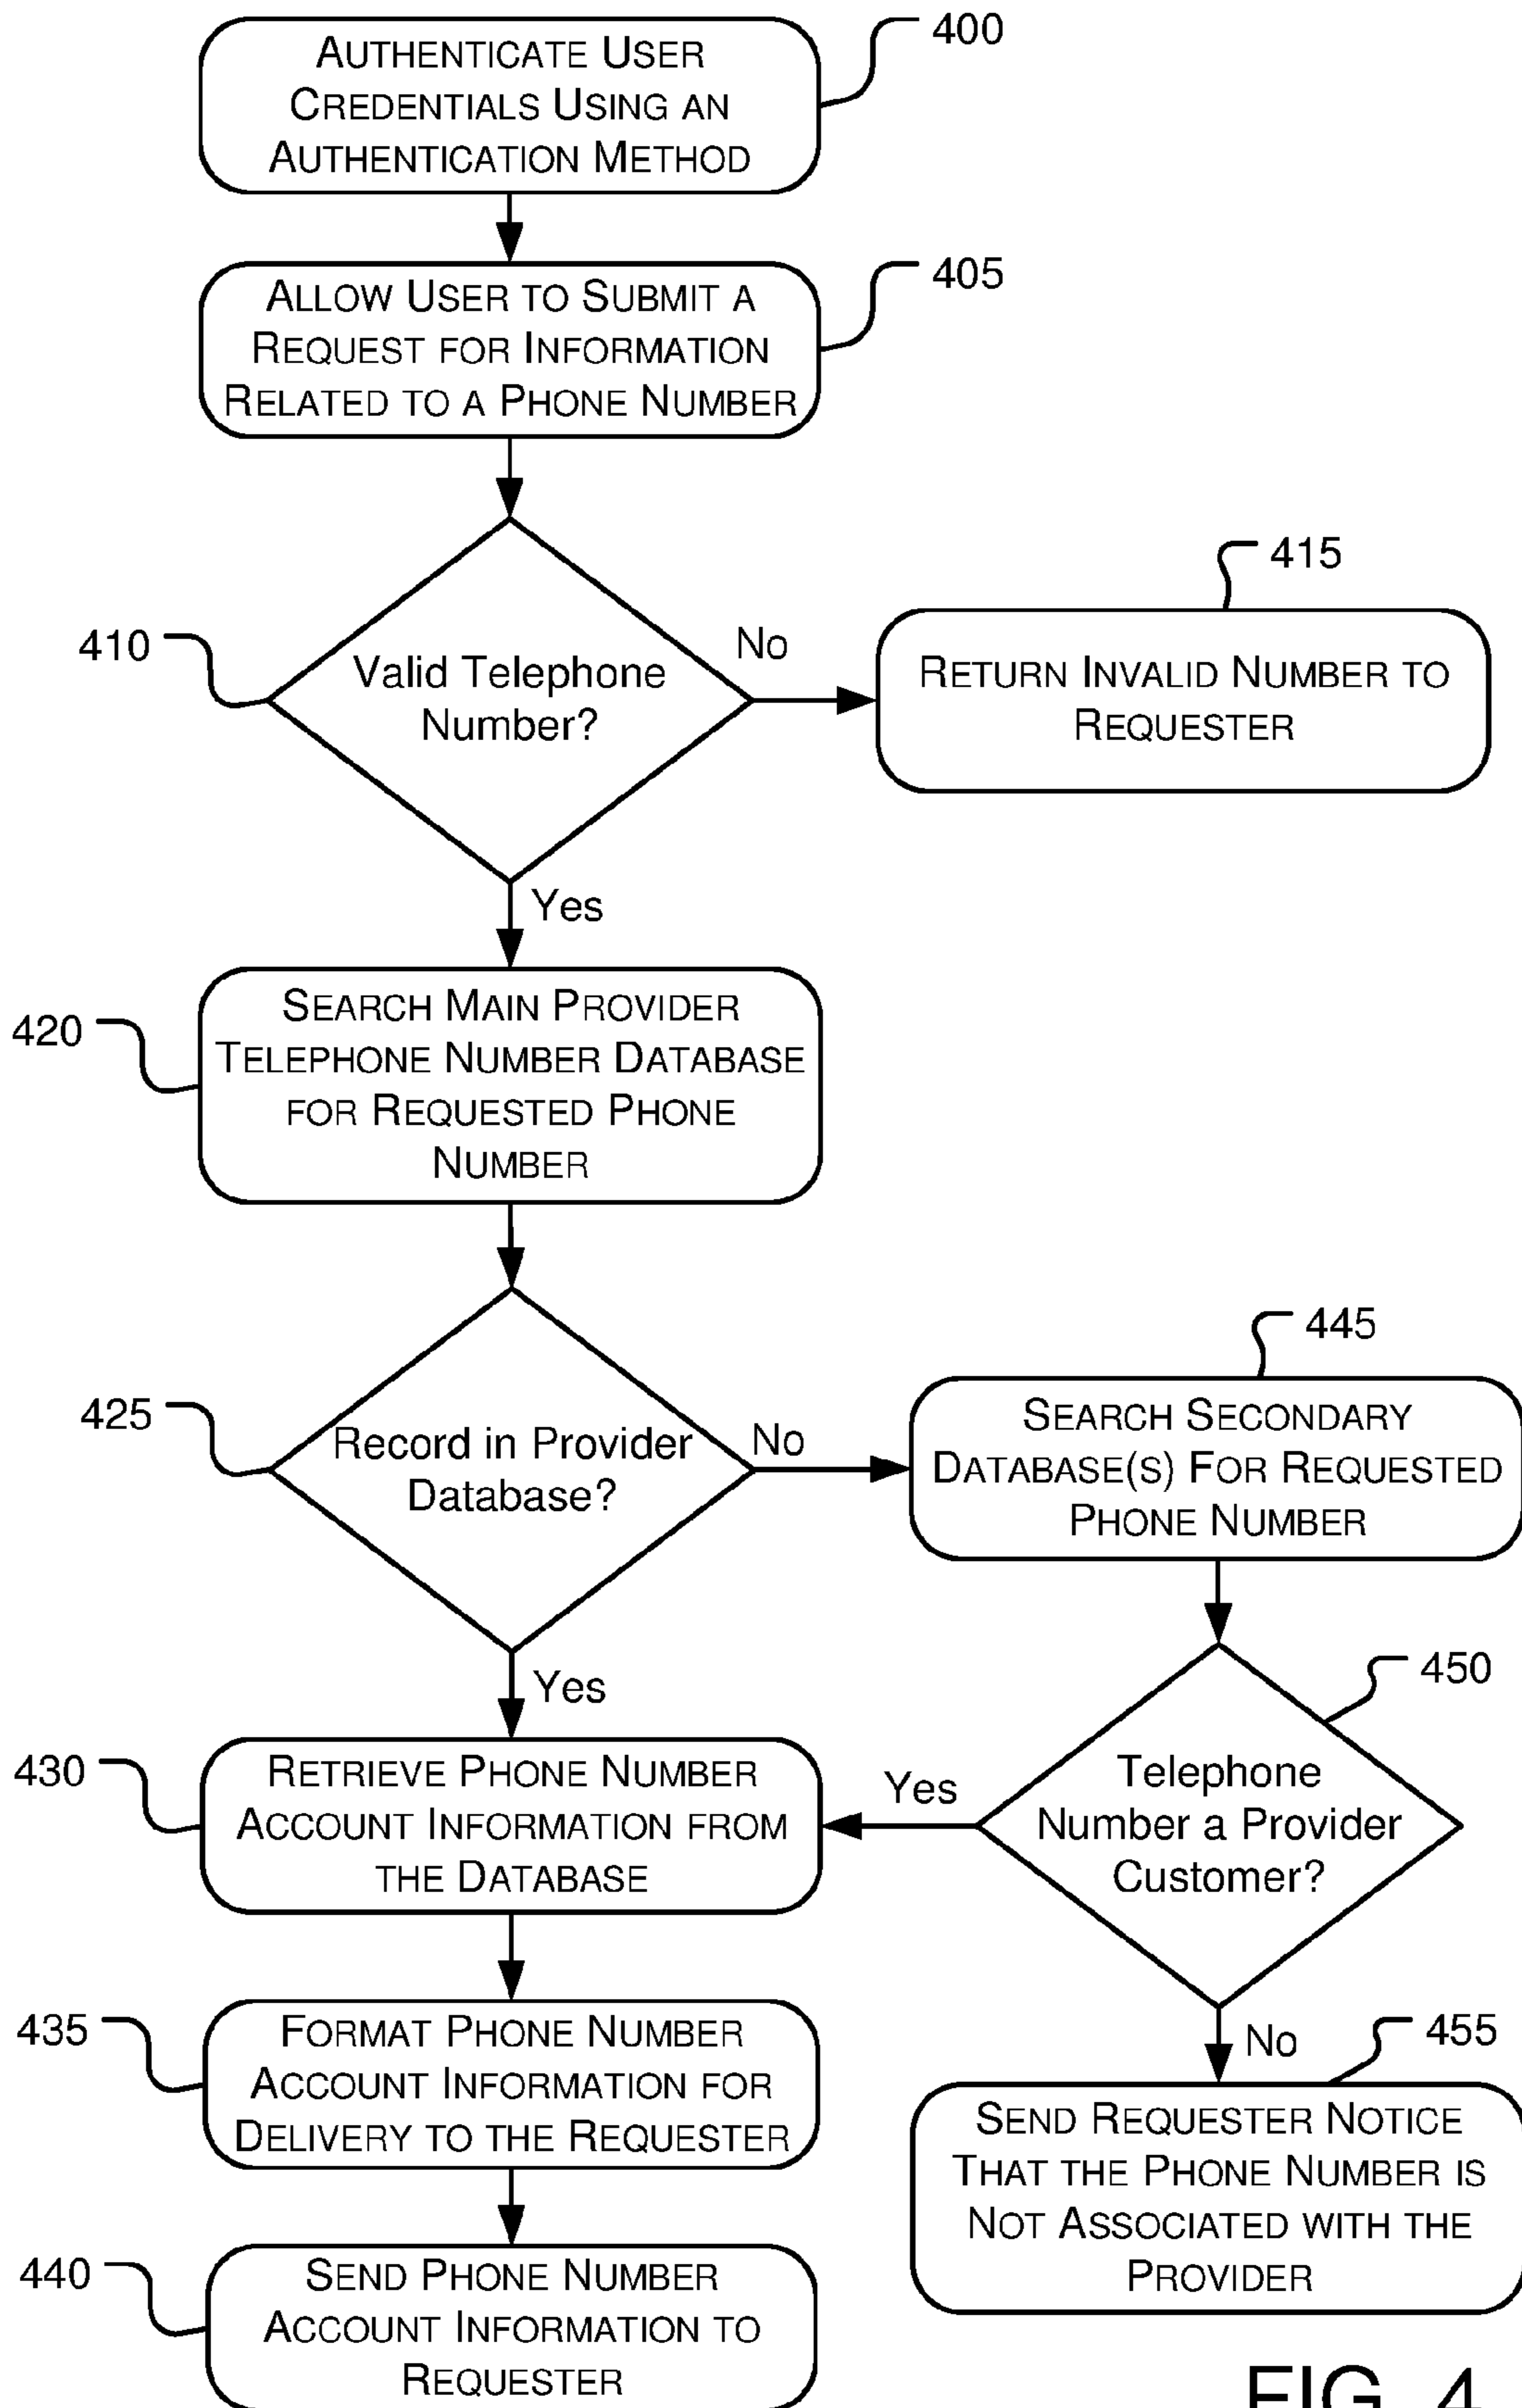 AUTHENTICATE USER
CREDENTIALS USING AN
AUTHENTICATION METHOD
400
ALLOW USER TO SUBMIT A
REQUEST FOR INFORMATION
RELATED TO A PHONE NUMBER
405
410
Valid Telephone
Number?
No
415
RETURN INVALID NUMBER TO
REQUESTER
Yes
420
SEARCH MAIN PROVIDER
TELEPHONE NUMBER DATABASE
FOR REQUESTED PHONE
NUMBER
425
Record in Provider
Database?
No
445
SEARCH SECONDARY
DATABASE(S) FOR REQUESTED
PHONE NUMBER
Yes
450
Telephone
Number a Provider
Customer?
Yes
430
RETRIEVE PHONE NUMBER
ACCOUNT INFORMATION FROM
THE DATABASE
435
FORMAT PHONE NUMBER
ACCOUNT INFORMATION FOR
DELIVERY TO THE REQUESTER
No
455
SEND REQUESTER NOTICE
THAT THE PHONE NUMBER IS
NOT ASSOCIATED WITH THE
PROVIDER
440
SEND PHONE NUMBER
ACCOUNT INFORMATION TO
REQUESTER
FIG. 4